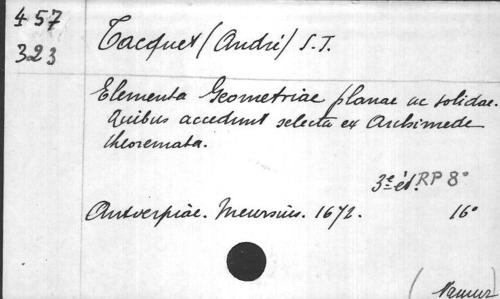 457
323
Tacquet (André) S.J.
Elementa Geometriae planae ac solidae.
Quibus accedunt selecta ex Archimede
theoremata.
3e éd. RP 8°
Antverpiae. Meursius. 1672. 16°
(Namur